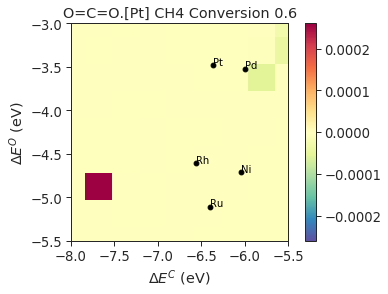 O=C=O.[Pt] CH4 Conversion 0.6
−3.0
−3.5
−4.0
−4.5
−5.0
−5.5
ΔE^O (eV)
Pt
Pd
Rh
Ni
Ru
−8.0 −7.5 −7.0 −6.5 −6.0 −5.5
ΔE^C (eV)
0.0002
0.0001
0.0000
−0.0001
−0.0002